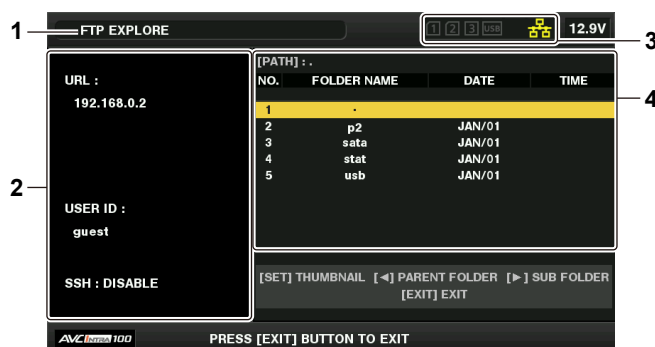 1 FTP EXPLORE 1 2 3 USB 12.9V 3
[PATH] : .
URL : NO. FOLDER NAME DATE TIME
192.168.0.2
4
1 .
2 p2 JAN/01
3 sata JAN/01
4 stat JAN/01
5 usb JAN/01
2
USER ID :
guest
SSH : DISABLE
[SET] THUMBNAIL [◄] PARENT FOLDER [►] SUB FOLDER
[EXIT] EXIT
AVC INTRA 100 PRESS [EXIT] BUTTON TO EXIT